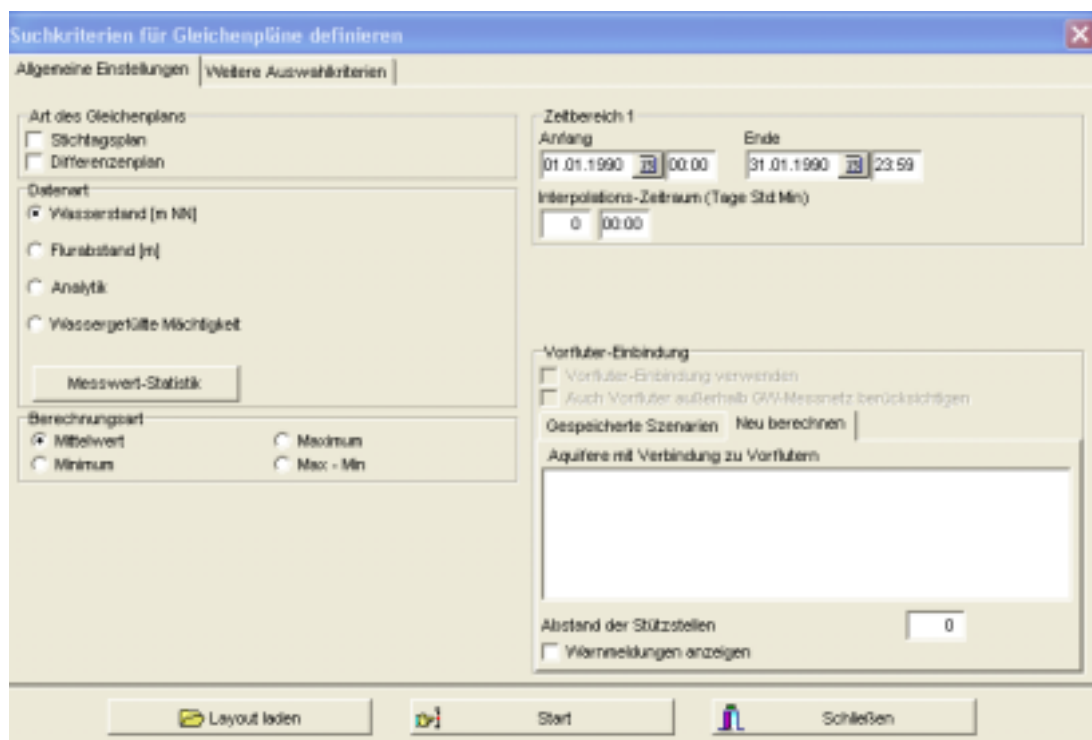 Suchkriterien für Gleichenpläne definieren
Allgemeine Einstellungen
Weitere Auswahlkriterien
Art des Gleichenplans
Stichtagsplan
Differenzenplan
Datenart
Wasserstand [m NN]
Flurabstand [m]
Analytik
Wassergefüllte Mächtigkeit
Messwert-Statistik
Berechnungsart
Mittelwert
Maximum
Minimum
Max - Min
Zeitbereich 1
Anfang
Ende
01.01.1990
00:00
31.01.1990
23:59
Interpolations-Zeitraum (Tage Std:Min)
0
00:00
Vorfluter-Einbindung
Vorfluter-Einbindung verwenden
Auch Vorfluter außerhalb GW-Messnetz berücksichtigen
Gespeicherte Szenarien
Neu berechnen
Aquifere mit Verbindung zu Vorflutern
Abstand der Stützstellen
0
Warnmeldungen anzeigen
Layout laden
Start
Schließen